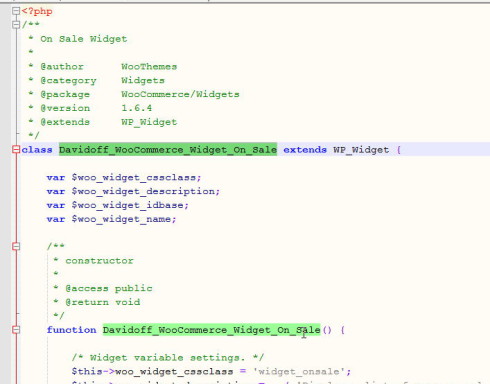 <?php
/**
 * On Sale Widget
 *
 * @author WooThemes
 * @category Widgets
 * @package WooCommerce/Widgets
 * @version 1.6.4
 * @extends WP_Widget
 */
class Davidoff_WooCommerce_Widget_On_Sale extends WP_Widget {
var $woo_widget_cssclass;
var $woo_widget_description;
var $woo_widget_idbase;
var $woo_widget_name;
/**
 * constructor
 *
 * @access public
 * @return void
 */
function Davidoff_WooCommerce_Widget_On_Sale() {
/* Widget variable settings. */
$this->woo_widget_cssclass = 'widget_onsale';